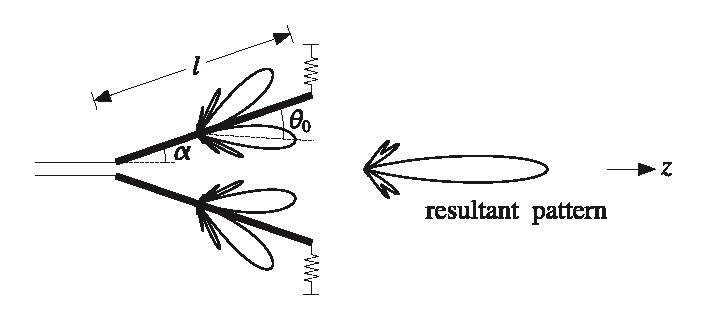 l
θ₀
α
z
resultant pattern